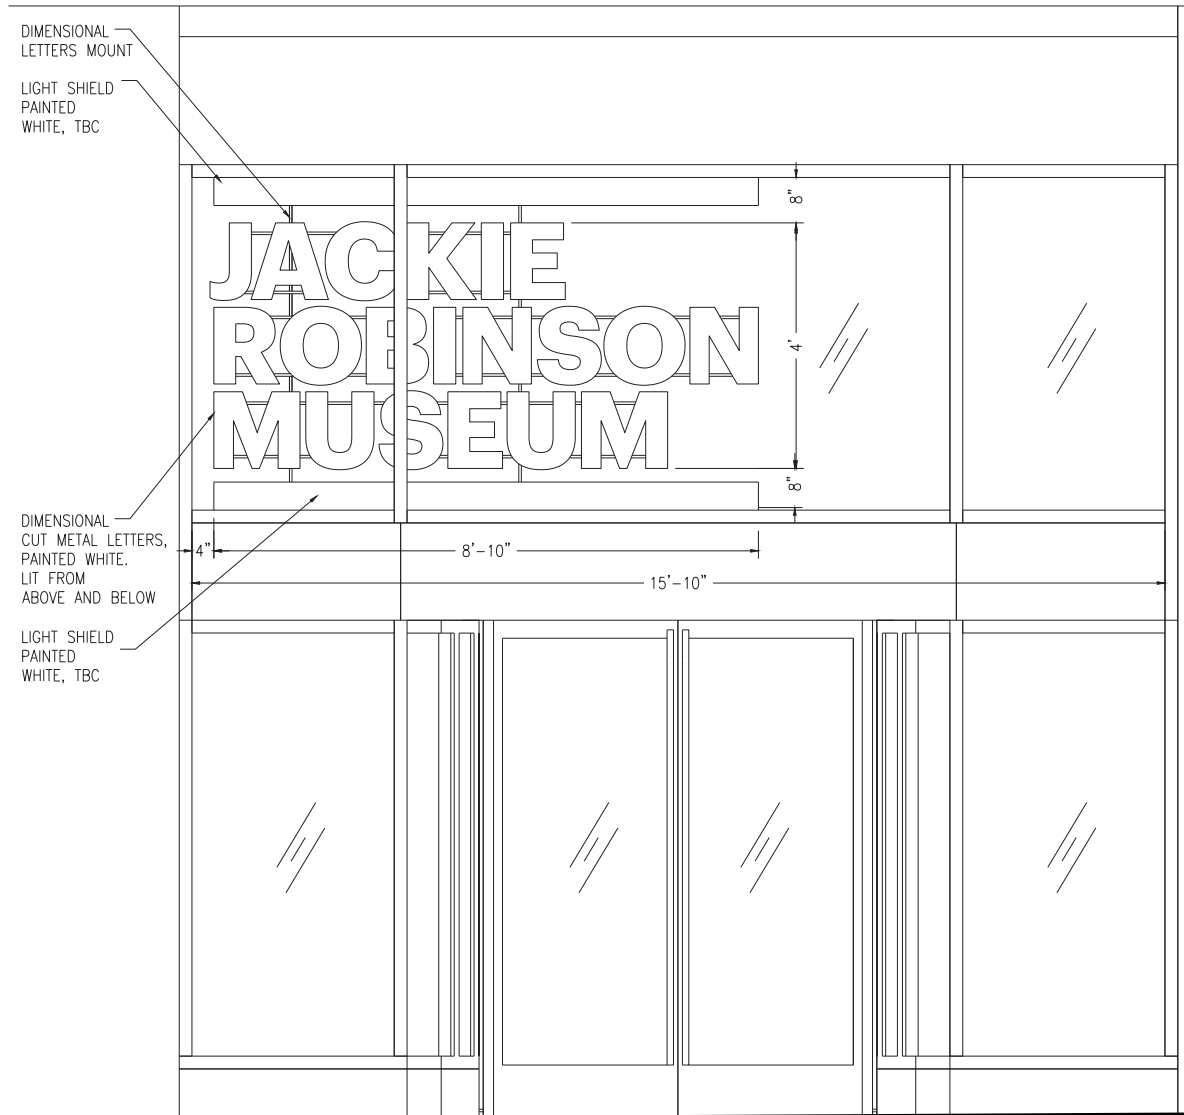 DIMENSIONAL
LETTERS MOUNT
LIGHT SHIELD
PAINTED
WHITE, TBC
8"
JACKIE
ROBINSON
MUSEUM
4'
8"
DIMENSIONAL
CUT METAL LETTERS,
PAINTED WHITE.
LIT FROM
ABOVE AND BELOW
4"
8'-10"
15'-10"
LIGHT SHIELD
PAINTED
WHITE, TBC